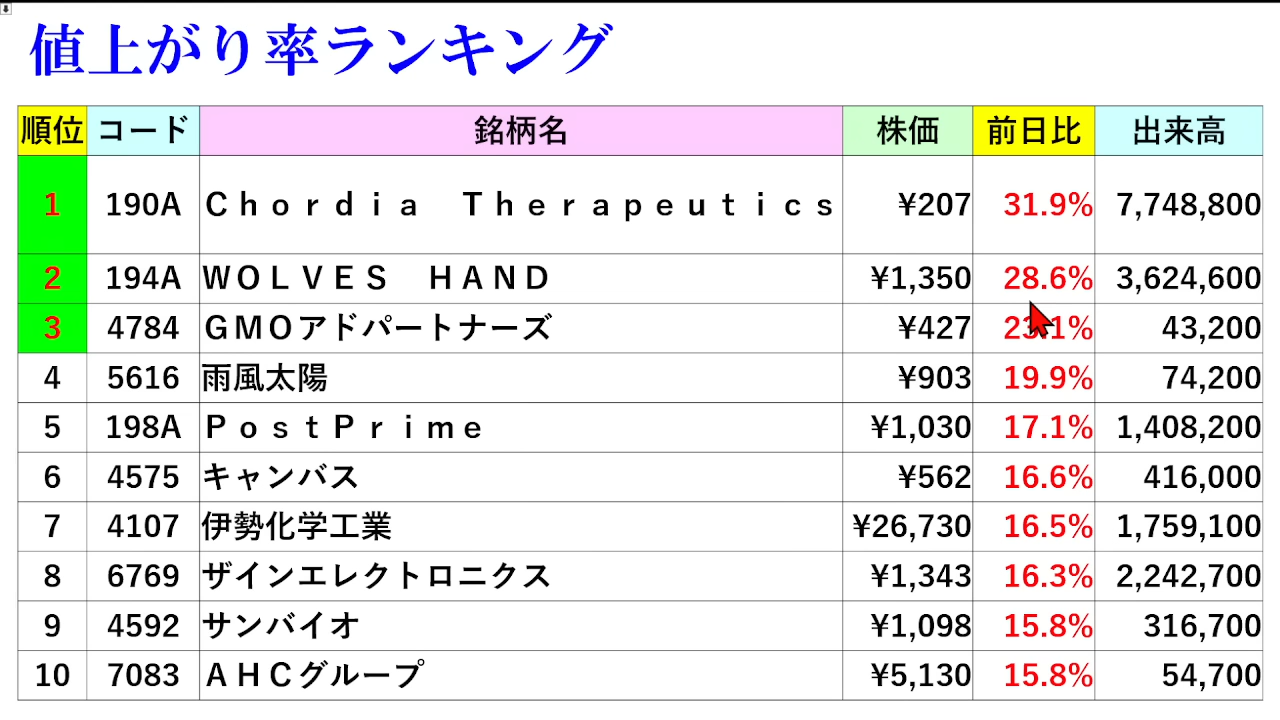 値上がり率ランキング
順位 コード 銘柄名 株価 前日比 出来高
1 190A Ｃｈｏｒｄｉａ　Ｔｈｅｒａｐｅｕｔｉｃｓ ¥207 31.9% 7,748,800
2 194A ＷＯＬＶＥＳ　ＨＡＮＤ ¥1,350 28.6% 3,624,600
3 4784 ＧＭＯアドパートナーズ ¥427 23.1% 43,200
4 5616 雨風太陽 ¥903 19.9% 74,200
5 198A ＰｏｓｔＰｒｉｍｅ ¥1,030 17.1% 1,408,200
6 4575 キャンバス ¥562 16.6% 416,000
7 4107 伊勢化学工業 ¥26,730 16.5% 1,759,100
8 6769 ザインエレクトロニクス ¥1,343 16.3% 2,242,700
9 4592 サンバイオ ¥1,098 15.8% 316,700
10 7083 ＡＨＣグループ ¥5,130 15.8% 54,700